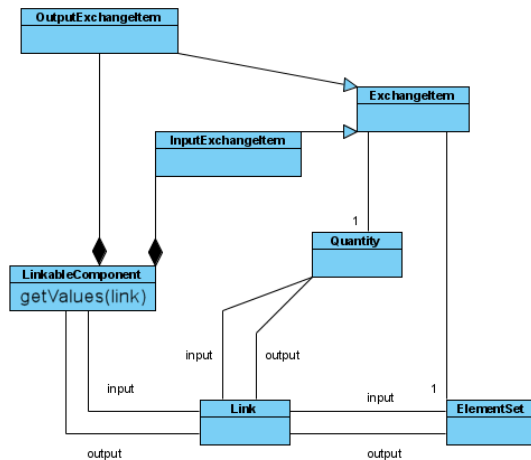 OutputExchangeItem
ExchangeItem
InputExchangeItem
1
Quantity
LinkableComponent
getValues(link)
input
output
input
input
1
Link
ElementSet
output
output